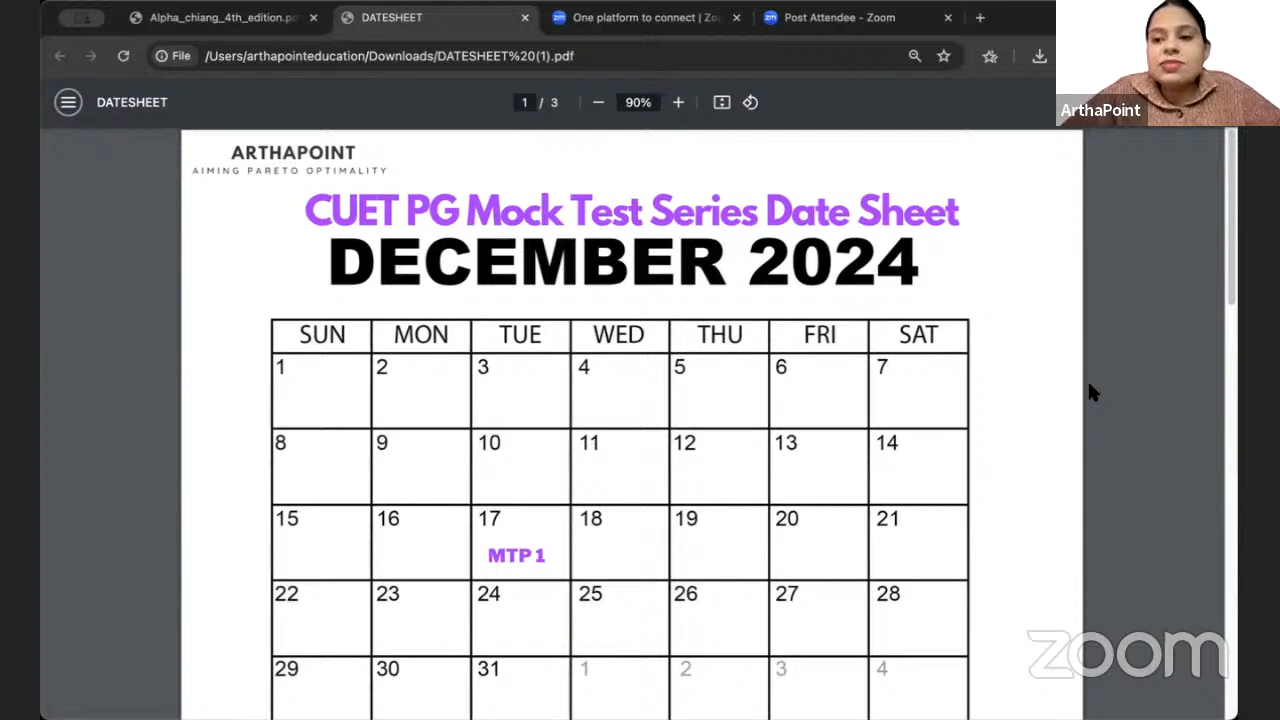 Alpha_chiang_4th_edition.po
DATESHEET
One platform to connect | Zo
Post Attendee - Zoom
File
/Users/arthapointeducation/Downloads/DATESHEET%20(1).pdf
DATESHEET
1 / 3
90%
ArthaPoint
ARTHAPOINT
AIMING PARETO OPTIMALITY
CUET PG Mock Test Series Date Sheet
DECEMBER 2024
SUN MON TUE WED THU FRI SAT
1 2 3 4 5 6 7
8 9 10 11 12 13 14
15 16 17 18 19 20 21
MTP 1
22 23 24 25 26 27 28
29 30 31 1 2 3 4
zoom